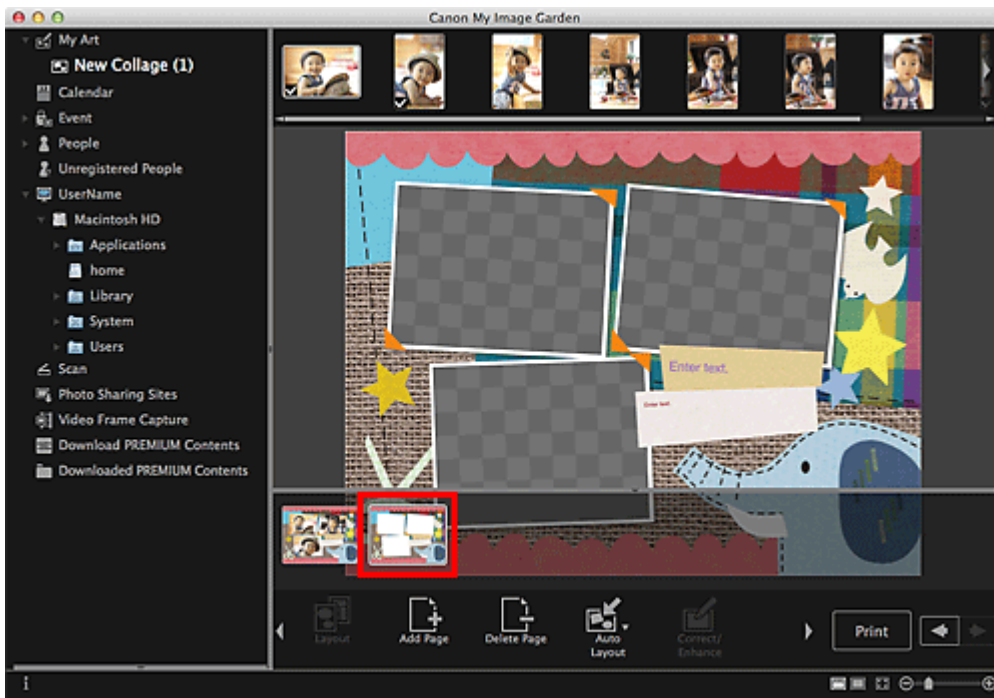 Canon My Image Garden
My Art
New Collage (1)
Calendar
Event
People
Unregistered People
UserName
Macintosh HD
Applications
home
Library
System
Users
Scan
Photo Sharing Sites
Video Frame Capture
Download PREMIUM Contents
Downloaded PREMIUM Contents
Enter text.
Enter text
Layout
Add Page
Delete Page
Auto
Layout
Correct/
Enhance
Print